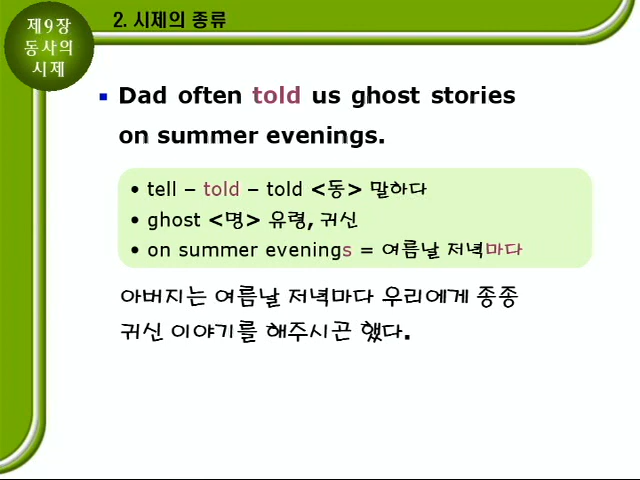 제9장
동사의
시제
2. 시제의 종류
Dad often told us ghost stories
on summer evenings.
• tell – told – told <동> 말하다
• ghost <명> 유령, 귀신
• on summer evenings = 여름날 저녁마다
아버지는 여름날 저녁마다 우리에게 종종
귀신 이야기를 해주시곤 했다.